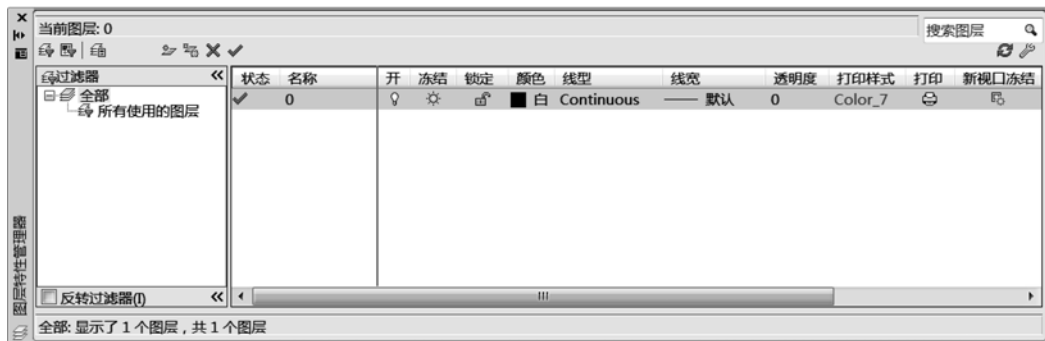 当前图层: 0
搜索图层
过滤器
状态 名称 开 冻结 锁定 颜色 线型 线宽 透明度 打印样式 打印 新视口冻结
全部
0 白 Continuous 默认 0 Color_7
所有使用的图层
图层特性管理器
反转过滤器(I)
全部: 显示了 1 个图层，共 1 个图层